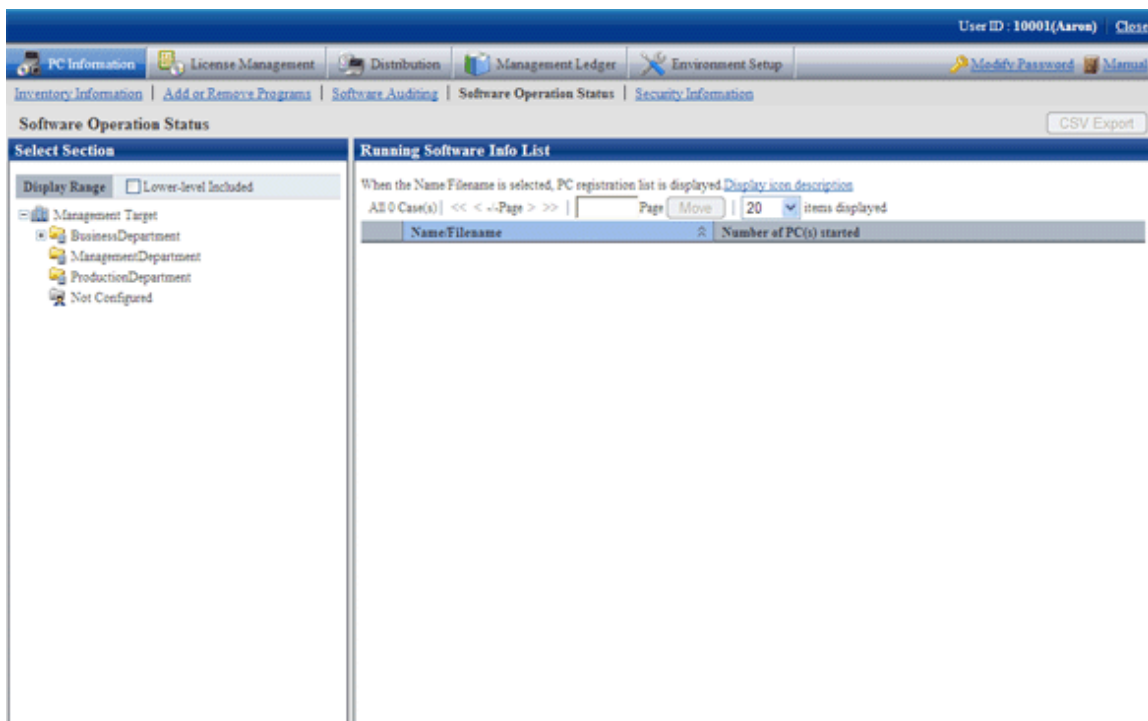 User ID : 10001(Aaron) Close
PC Information License Management Distribution Management Ledger Environment Setup Modify Password Manual
Inventory Information | Add or Remove Programs | Software Auditing | Software Operation Status | Security Information
Software Operation Status CSV Export
Select Section
Display Range Lower-level Included
Management Target
BusinessDepartment
ManagementDepartment
ProductionDepartment
Not Configured
Running Software Info List
When the Name/Filename is selected, PC registration list is displayed.Display icon description
All 0 Case(s) | << < -/-Page > >> | Page Move | 20 items displayed
Name/Filename Number of PC(s) started